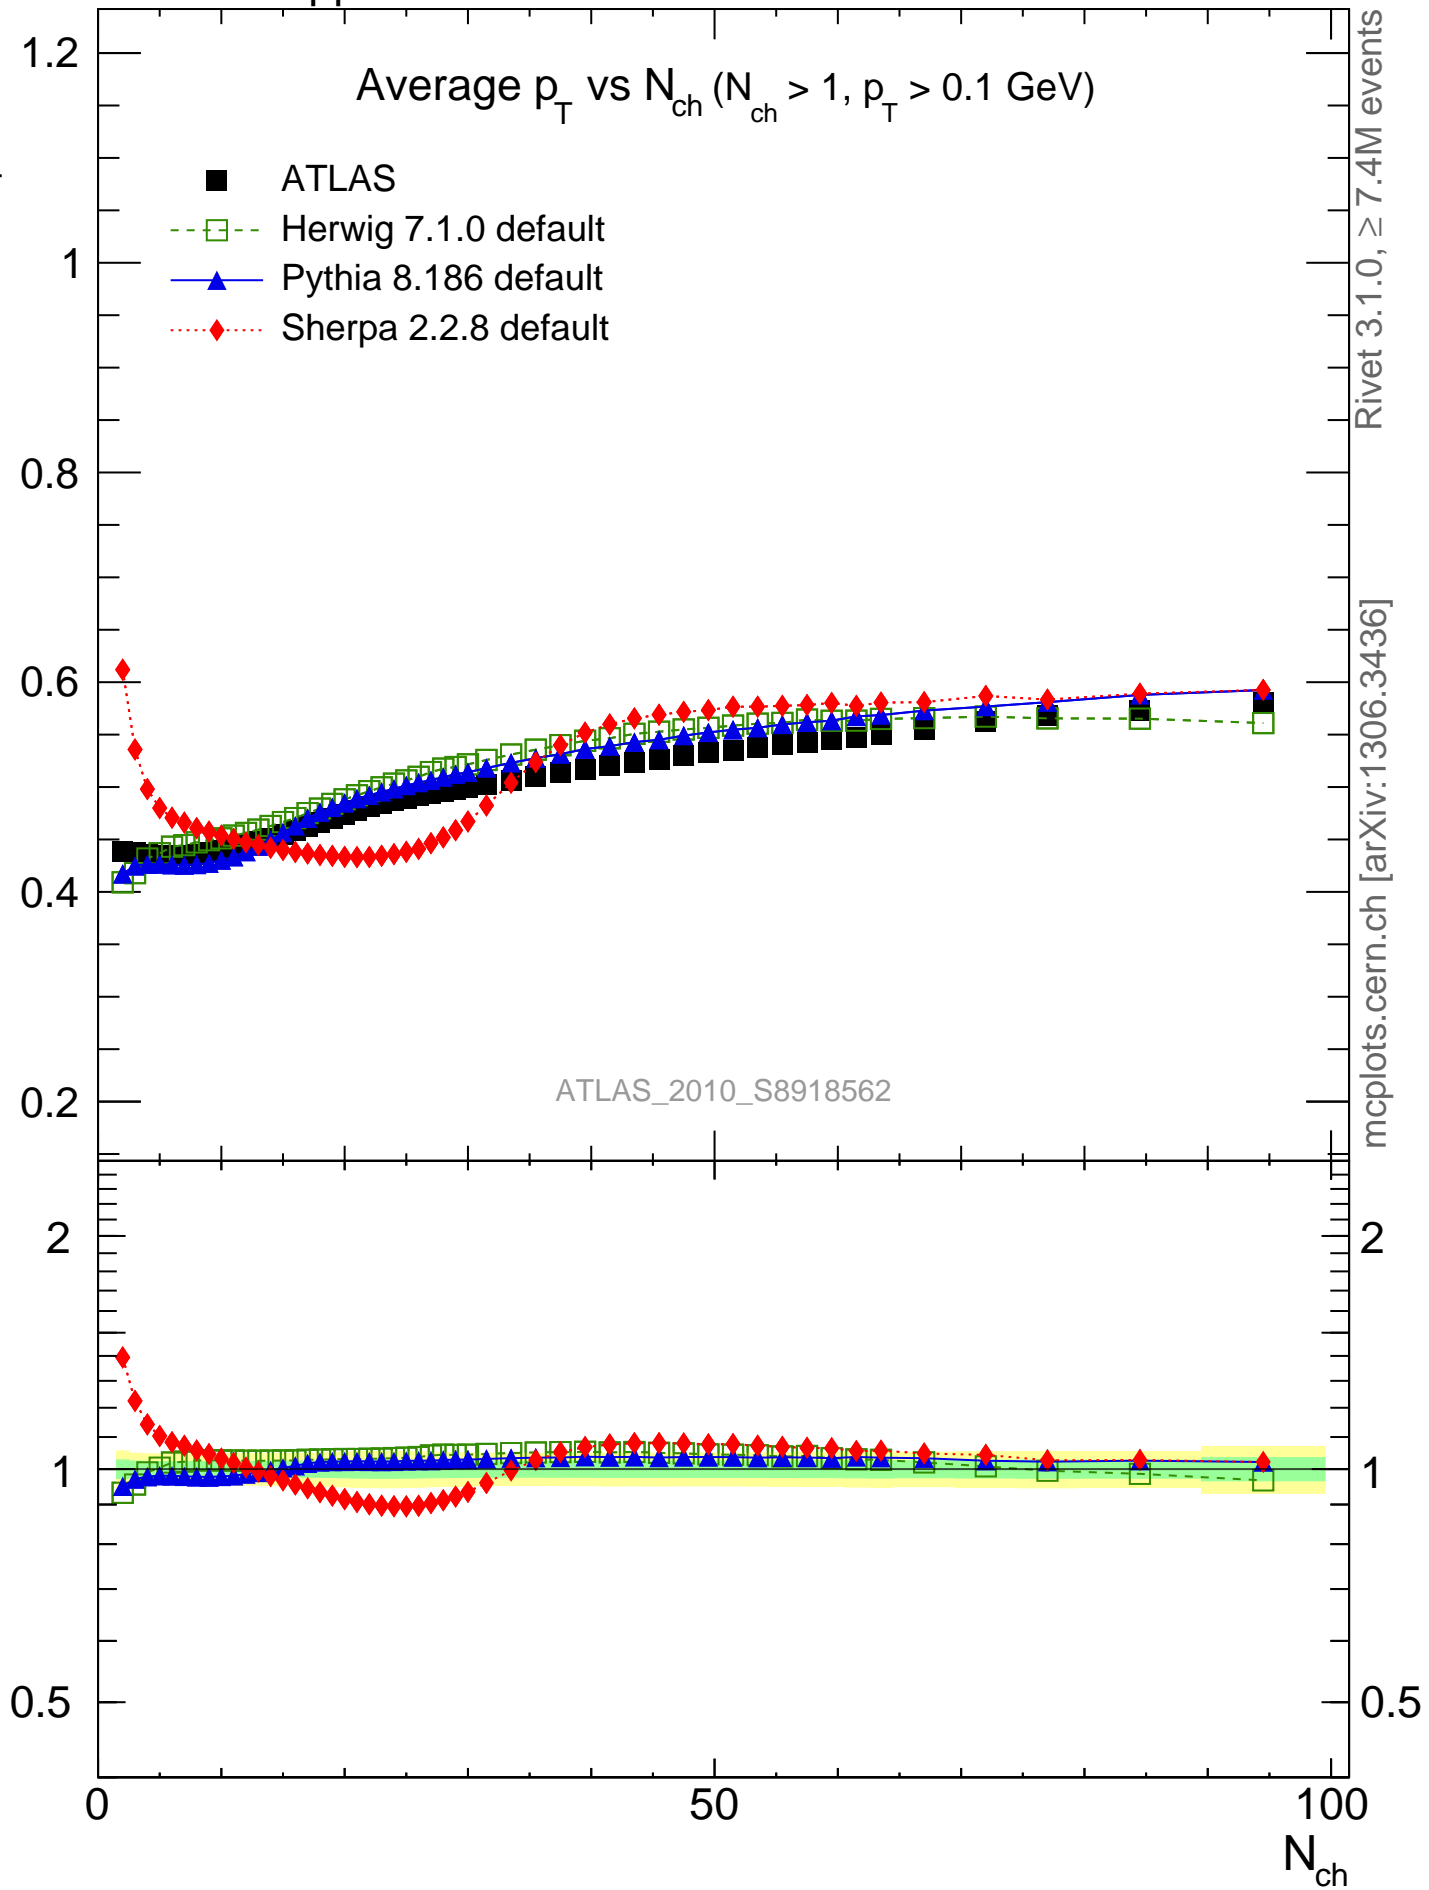 Average p_T vs N_ch (N_ch > 1, p_T > 0.1 GeV)
ATLAS
Herwig 7.1.0 default
Pythia 8.186 default
Sherpa 2.2.8 default
1.2
1
0.8
0.6
0.4
0.2
ATLAS_2010_S8918562
Rivet 3.1.0, ≥ 7.4M events
mcplots.cern.ch [arXiv:1306.3436]
2
1
0.5
2
1
0.5
0
50
100
N_ch